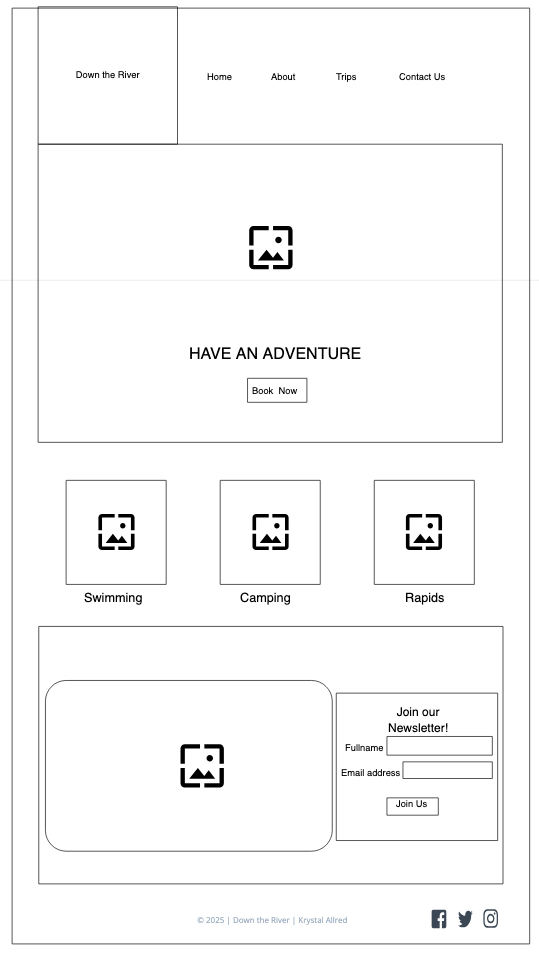 Down the River
Home About Trips Contact Us
HAVE AN ADVENTURE
Book Now
Swimming Camping Rapids
Join our
Newsletter!
Fullname
Email address
Join Us
© 2025 | Down the River | Krystal Allred